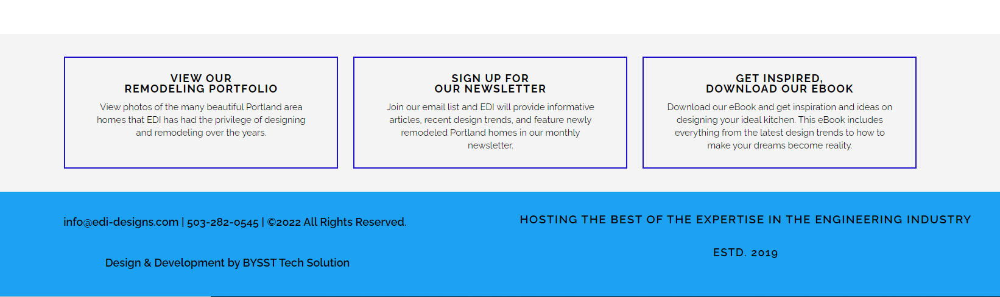 VIEW OUR
REMODELING PORTFOLIO
View photos of the many beautiful Portland area
homes that EDI has had the privilege of designing
and remodeling over the years.
SIGN UP FOR
OUR NEWSLETTER
Join our email list and EDI will provide informative
articles, recent design trends, and feature newly
remodeled Portland homes in our monthly
newsletter.
GET INSPIRED,
DOWNLOAD OUR EBOOK
Download our eBook and get inspiration and ideas on
designing your ideal kitchen. This eBook includes
everything from the latest design trends to how to
make your dreams become reality.
info@edi-designs.com | 503-282-0545 | ©2022 All Rights Reserved.
Design & Development by BYSST Tech Solution
HOSTING THE BEST OF THE EXPERTISE IN THE ENGINEERING INDUSTRY
ESTD. 2019